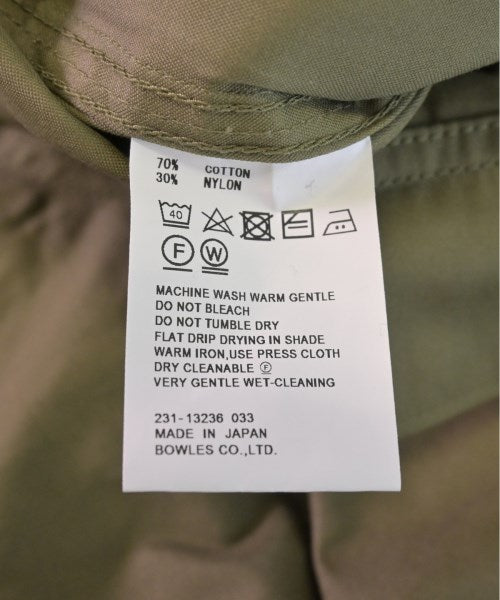 70% COTTON
30% NYLON
40
F W
MACHINE WASH WARM GENTLE
DO NOT BLEACH
DO NOT TUMBLE DRY
FLAT DRIP DRYING IN SHADE
WARM IRON,USE PRESS CLOTH
DRY CLEANABLE Ⓕ
VERY GENTLE WET-CLEANING
231-13236 033
MADE IN JAPAN
BOWLES CO.,LTD.